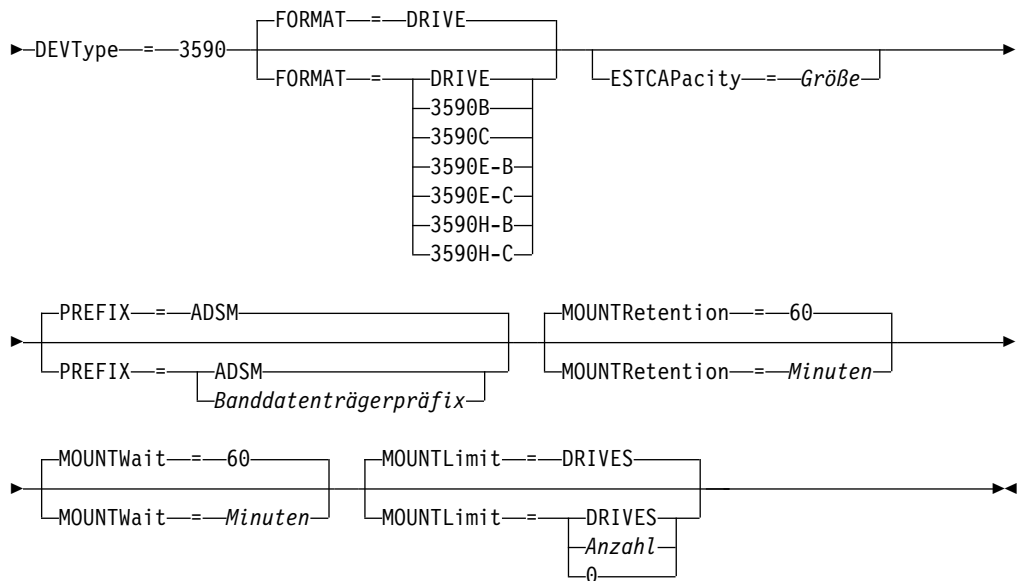 FORMAT = DRIVE
DEVType = 3590
FORMAT = DRIVE
ESTCAPacity = Größe
3590B
3590C
3590E-B
3590E-C
3590H-B
3590H-C
PREFIX = ADSM
MOUNTRetention = 60
PREFIX = ADSM
MOUNTRetention = Minuten
Banddatenträgerpräfix
MOUNTWait = 60
MOUNTLimit = DRIVES
MOUNTWait = Minuten
MOUNTLimit = DRIVES
Anzahl
0